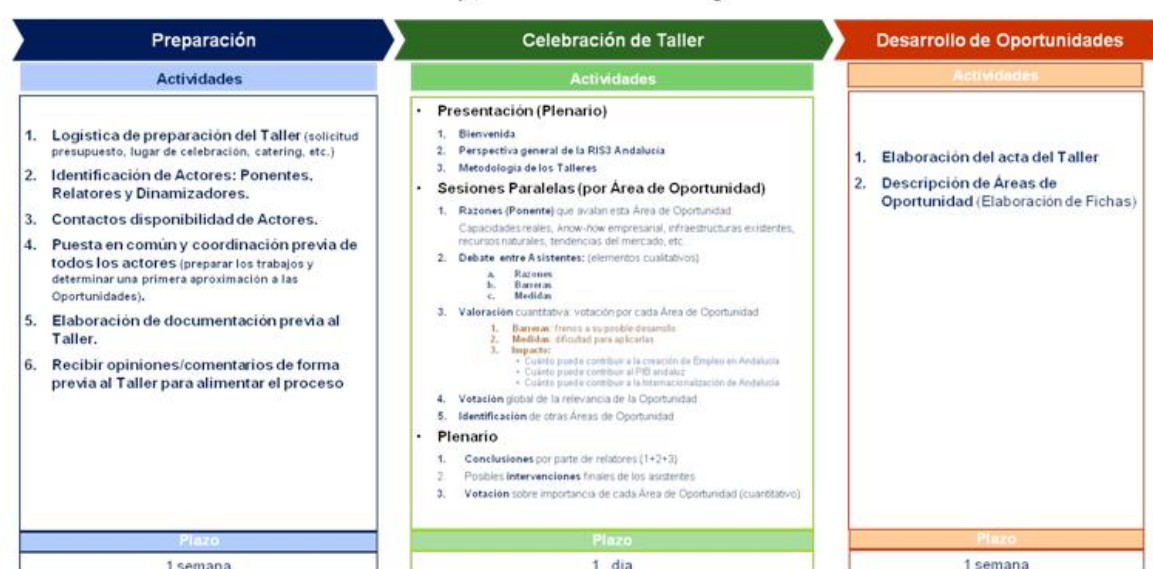 Preparación
Actividades
1. Logística de preparación del Taller (solicitud
presupuesto, lugar de celebración, catering, etc.)
2. Identificación de Actores: Ponentes,
Relatores y Dinamizadores.
3. Contactos disponibilidad de Actores.
4. Puesta en común y coordinación previa de
todos los actores (preparar los trabajos y
determinar una primera aproximación a las
Oportunidades).
5. Elaboración de documentación previa al
Taller.
6. Recibir opiniones/comentarios de forma
previa al Taller para alimentar el proceso
Plazo
1 semana
Celebración de Taller
Actividades
• Presentación (Plenario)
1. Bienvenida
2. Perspectiva general de la RIS3 Andalucía
3. Metodología de los Talleres
• Sesiones Paralelas (por Área de Oportunidad)
1. Razones (Ponente) que avalan esta Área de Oportunidad:
Capacidades reales, know-how empresarial, infraestructuras existentes,
recursos naturales, tendencias del mercado, etc.
2. Debate entre Asistentes: (elementos cualitativos)
a. Razones
b. Barreras
c. Medidas
3. Valoración cuantitativa: votación por cada Área de Oportunidad
1. Barreras: frenos a su posible desarrollo
2. Medidas: dificultad para aplicarlas
3. Impacto:
• Cuánto puede contribuir a la creación de Empleo en Andalucía
• Cuánto puede contribuir al PIB andaluz
• Cuánto puede contribuir a la Internacionalización de Andalucía
4. Votación global de la relevancia de la Oportunidad
5. Identificación de otras Áreas de Oportunidad
• Plenario
1. Conclusiones por parte de relatores (1+2+3)
2. Posibles intervenciones finales de los asistentes
3. Votación sobre importancia de cada Área de Oportunidad (cuantitativo)
Plazo
1 día
Desarrollo de Oportunidades
Actividades
1. Elaboración del acta del Taller
2. Descripción de Áreas de
Oportunidad (Elaboración de Fichas)
Plazo
1 semana